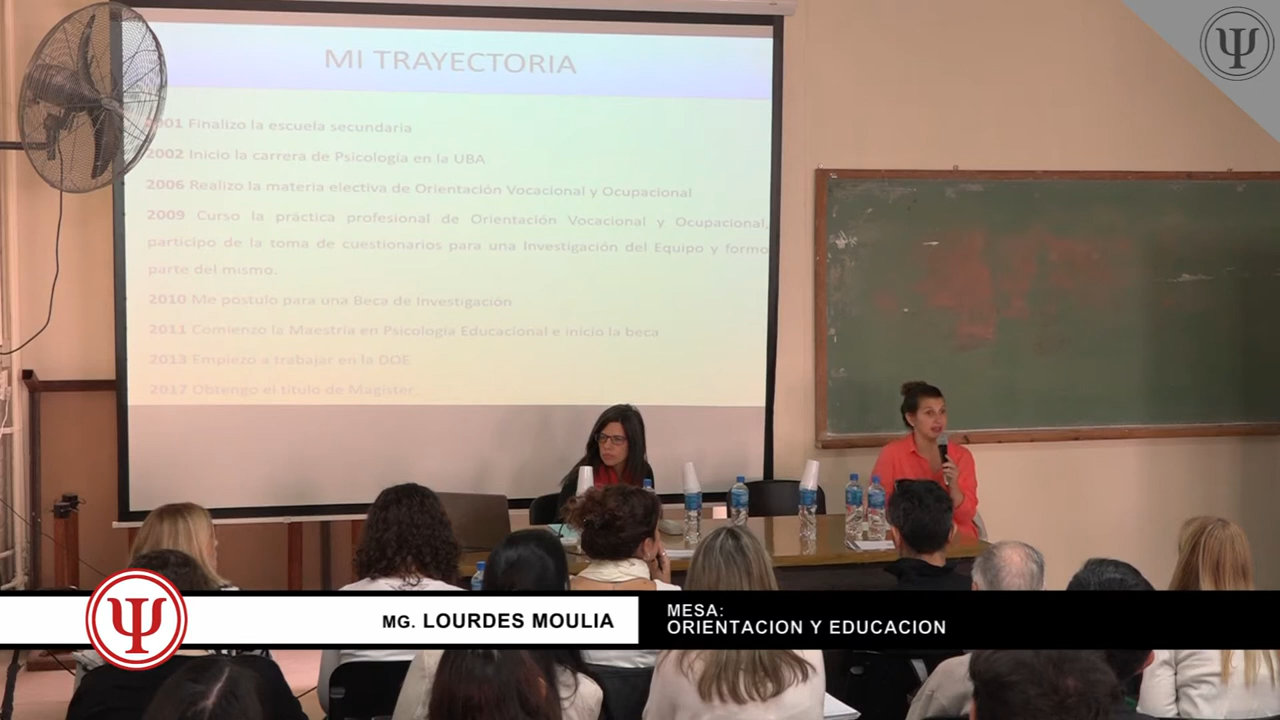 MI TRAYECTORIA
2001 Finalizo la escuela secundaria
2002 Inicio la carrera de Psicología en la UBA
2006 Realizo la materia electiva de Orientación Vocacional y Ocupacional
2009 Curso la práctica profesional de Orientación Vocacional y Ocupacional,
participo de la toma de cuestionarios para una Investigación del Equipo y formo
parte del mismo.
2010 Me postulo para una Beca de Investigación
2011 Comienzo la Maestría en Psicología Educacional e inicio la beca
2013 Empiezo a trabajar en la DOE
2017 Obtengo el título de Magíster
MG. LOURDES MOULIA
MESA:
ORIENTACION Y EDUCACION
Ψ
Ψ